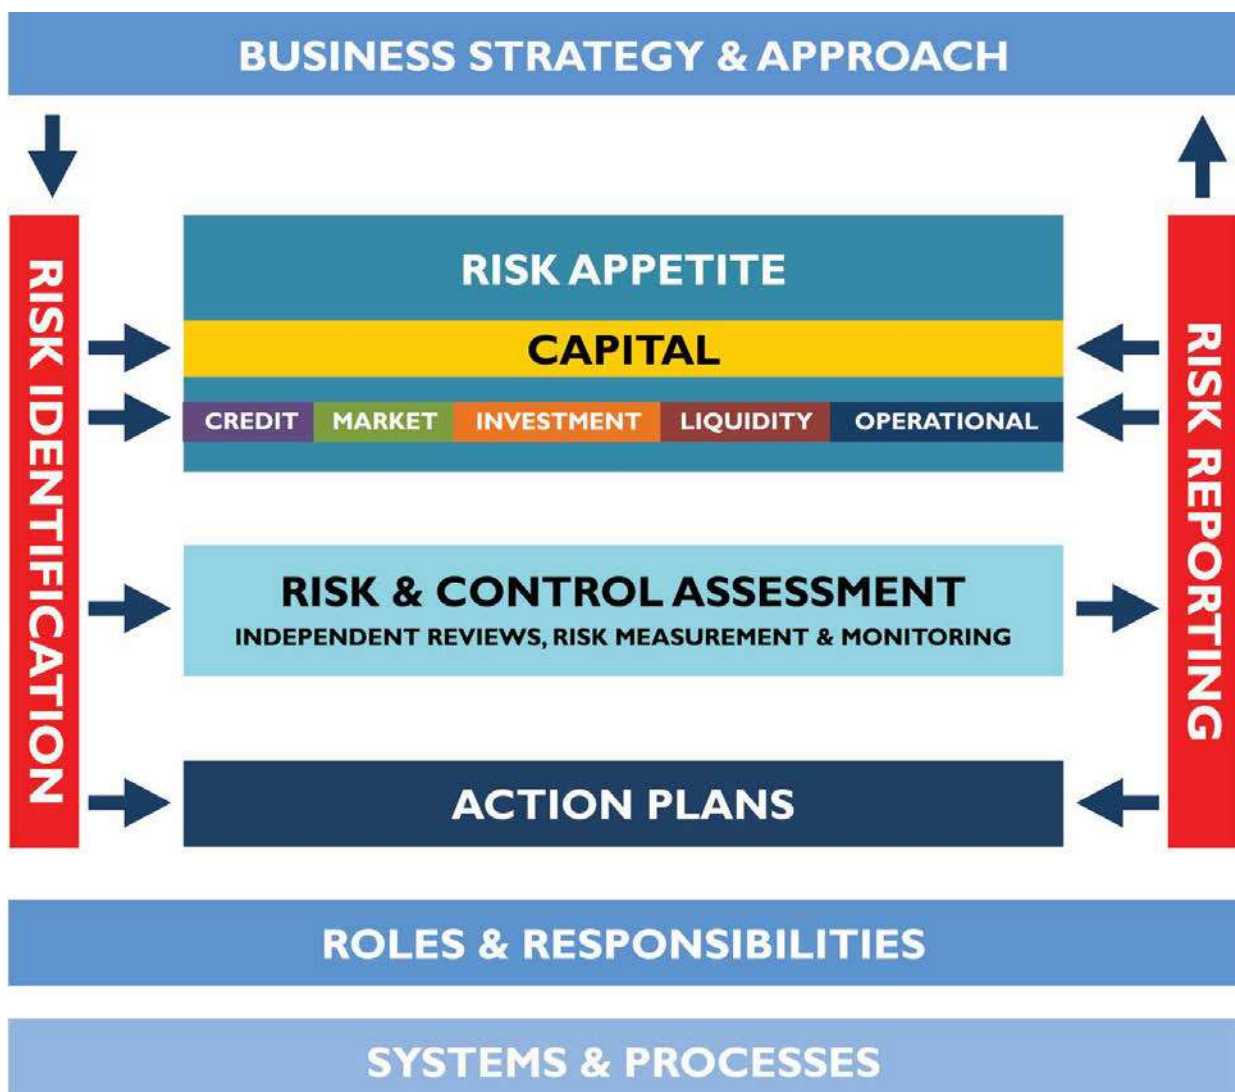 BUSINESS STRATEGY & APPROACH
RISK IDENTIFICATION
RISK APPETITE
CAPITAL
CREDIT MARKET INVESTMENT LIQUIDITY OPERATIONAL
RISK & CONTROL ASSESSMENT
INDEPENDENT REVIEWS, RISK MEASUREMENT & MONITORING
ACTION PLANS
RISK REPORTING
ROLES & RESPONSIBILITIES
SYSTEMS & PROCESSES